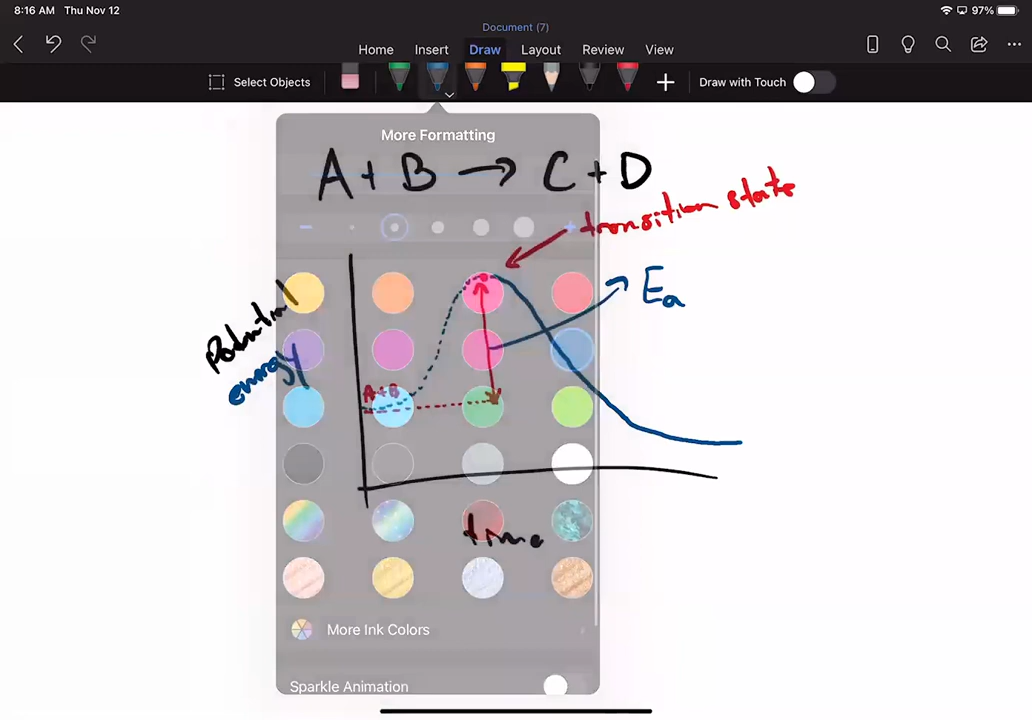 8:16 AM Thu Nov 12
97%
Document (7)
Home Insert Draw Layout Review View
Select Objects
Draw with Touch
More Formatting
A + B → C + D
transition state
Ea
Potential
energy
A+B
time
More Ink Colors
Sparkle Animation